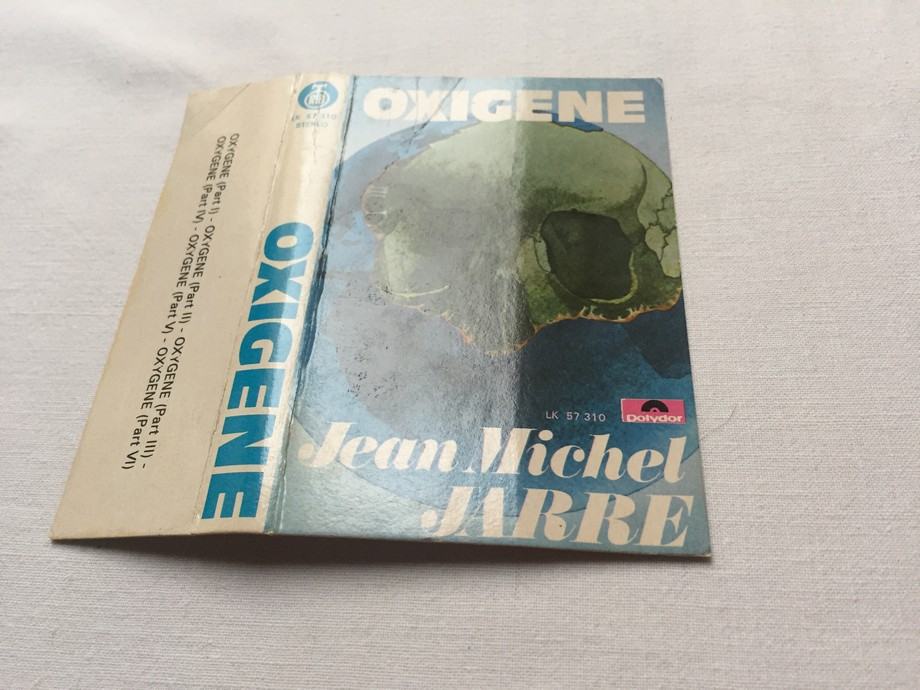 OXYGENE (Part I) - OXYGENE (Part II) - OXYGENE (Part III) -
OXYGENE (Part IV) - OXYGENE (Part V) - OXYGENE (Part VI)
LK 57 310
STEREO
OXIGENE
OXIGENE
LK 57 310
Polydor
Jean Michel
JARRE